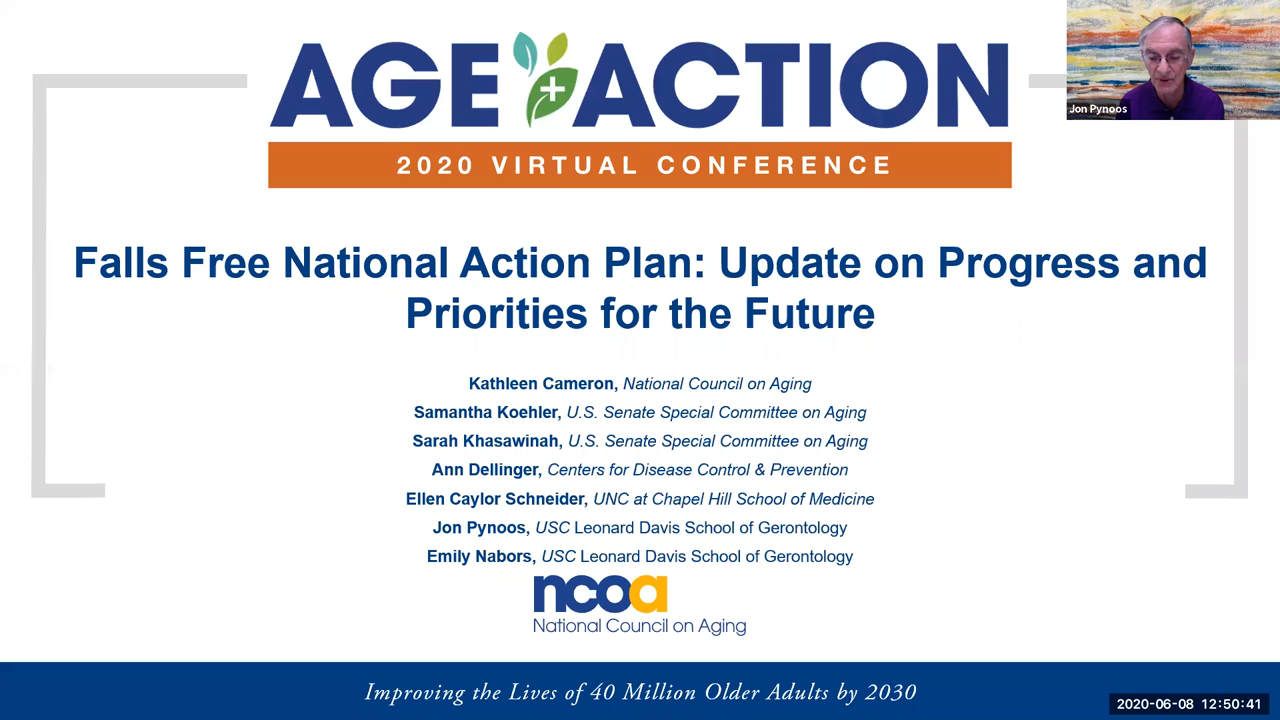 AGE+ACTION
2020 VIRTUAL CONFERENCE
Jon Pynoos
Falls Free National Action Plan: Update on Progress and
Priorities for the Future
Kathleen Cameron, National Council on Aging
Samantha Koehler, U.S. Senate Special Committee on Aging
Sarah Khasawinah, U.S. Senate Special Committee on Aging
Ann Dellinger, Centers for Disease Control & Prevention
Ellen Caylor Schneider, UNC at Chapel Hill School of Medicine
Jon Pynoos, USC Leonard Davis School of Gerontology
Emily Nabors, USC Leonard Davis School of Gerontology
ncoa
National Council on Aging
Improving the Lives of 40 Million Older Adults by 2030
2020-06-08 12:50:41